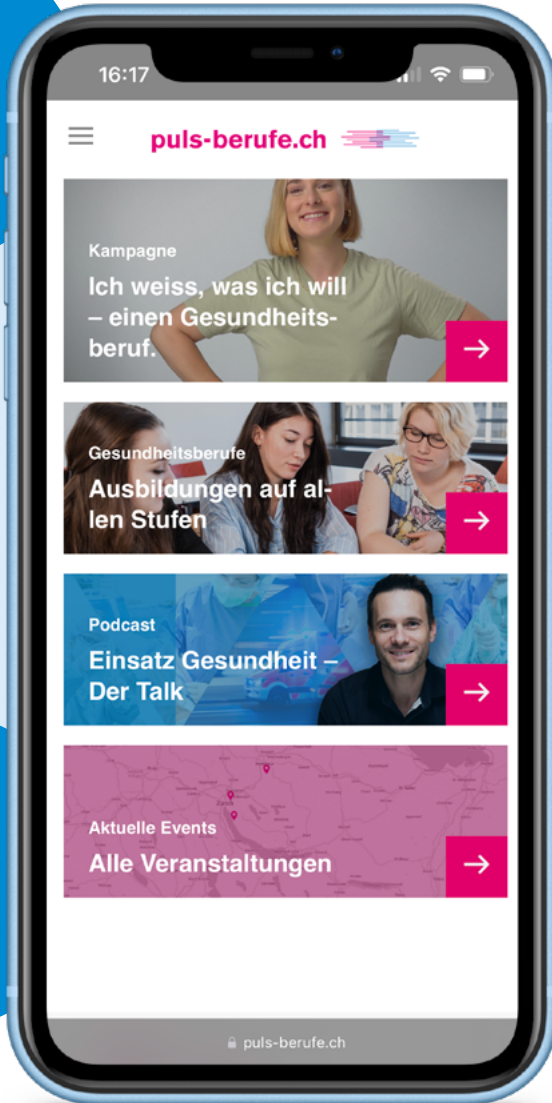 16:17
puls-berufe.ch
Kampagne
Ich weiss, was ich will
– einen Gesundheits-
beruf.
Gesundheitsberufe
Ausbildungen auf al-
len Stufen
Podcast
Einsatz Gesundheit –
Der Talk
Zürich
Aktuelle Events
Alle Veranstaltungen
puls-berufe.ch